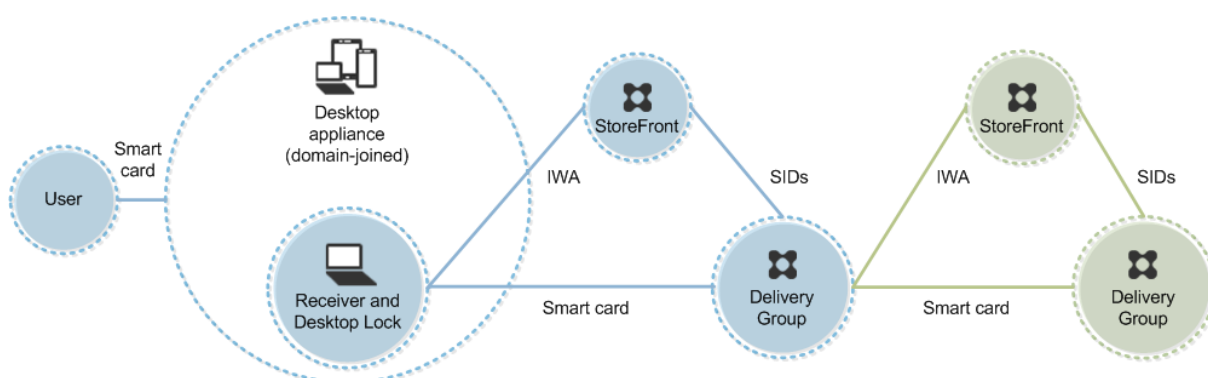 User
Smart
card
Desktop
appliance
(domain-joined)
Receiver and
Desktop Lock
IWA
StoreFront
SIDs
Smart card
Delivery
Group
IWA
StoreFront
SIDs
Smart card
Delivery
Group